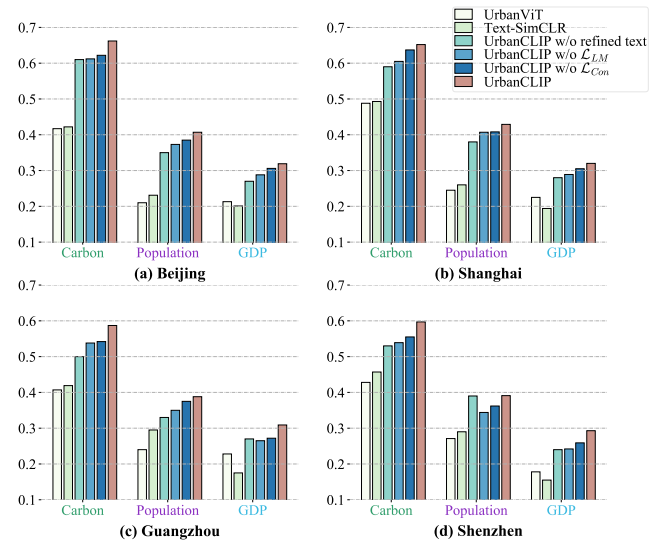 UrbanViT
Text-SimCLR
UrbanCLIP w/o refined text
UrbanCLIP w/o ℒ_LM
UrbanCLIP w/o ℒ_Con
UrbanCLIP
0.7
0.6
0.5
0.4
0.3
0.2
0.1
Carbon Population GDP
(a) Beijing
0.7
0.6
0.5
0.4
0.3
0.2
0.1
Carbon Population GDP
(b) Shanghai
0.7
0.6
0.5
0.4
0.3
0.2
0.1
Carbon Population GDP
(c) Guangzhou
0.7
0.6
0.5
0.4
0.3
0.2
0.1
Carbon Population GDP
(d) Shenzhen